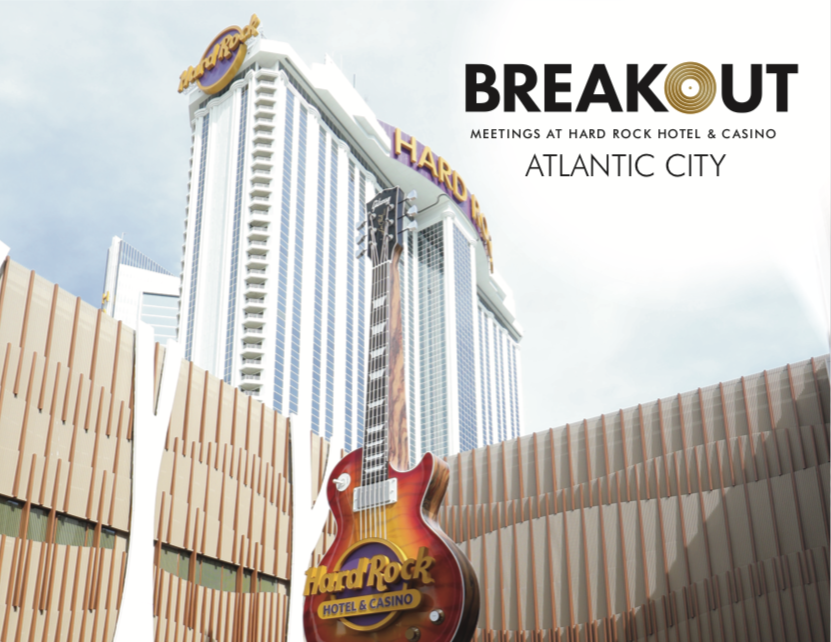 BREAKOUT
MEETINGS AT HARD ROCK HOTEL & CASINO
ATLANTIC CITY
Hard Rock
HARD ROCK
Hard Rock
HOTEL & CASINO